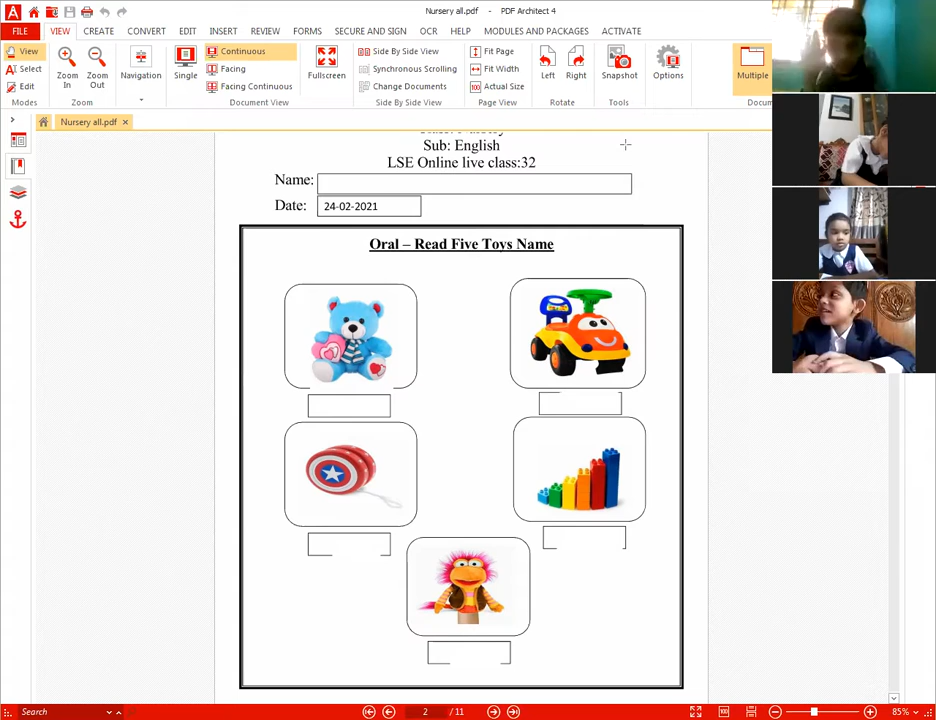 Nursery all.pdf - PDF Architect 4
FILE VIEW CREATE CONVERT EDIT INSERT REVIEW FORMS SECURE AND SIGN OCR HELP MODULES AND PACKAGES ACTIVATE
View
Select
Edit
Modes
Zoom In
Zoom Out
Zoom
Navigation
Single
Continuous
Facing
Facing Continuous
Document View
Fullscreen
Side By Side View
Synchronous Scrolling
Change Documents
Side By Side View
Fit Page
Fit Width
Actual Size
Page View
Left
Right
Rotate
Snapshot
Tools
Options
Multiple
Nursery all.pdf ×
Sub: English
LSE Online live class:32
Name:
Date: 24-02-2021
Oral – Read Five Toys Name
Search
2 / 11
85%